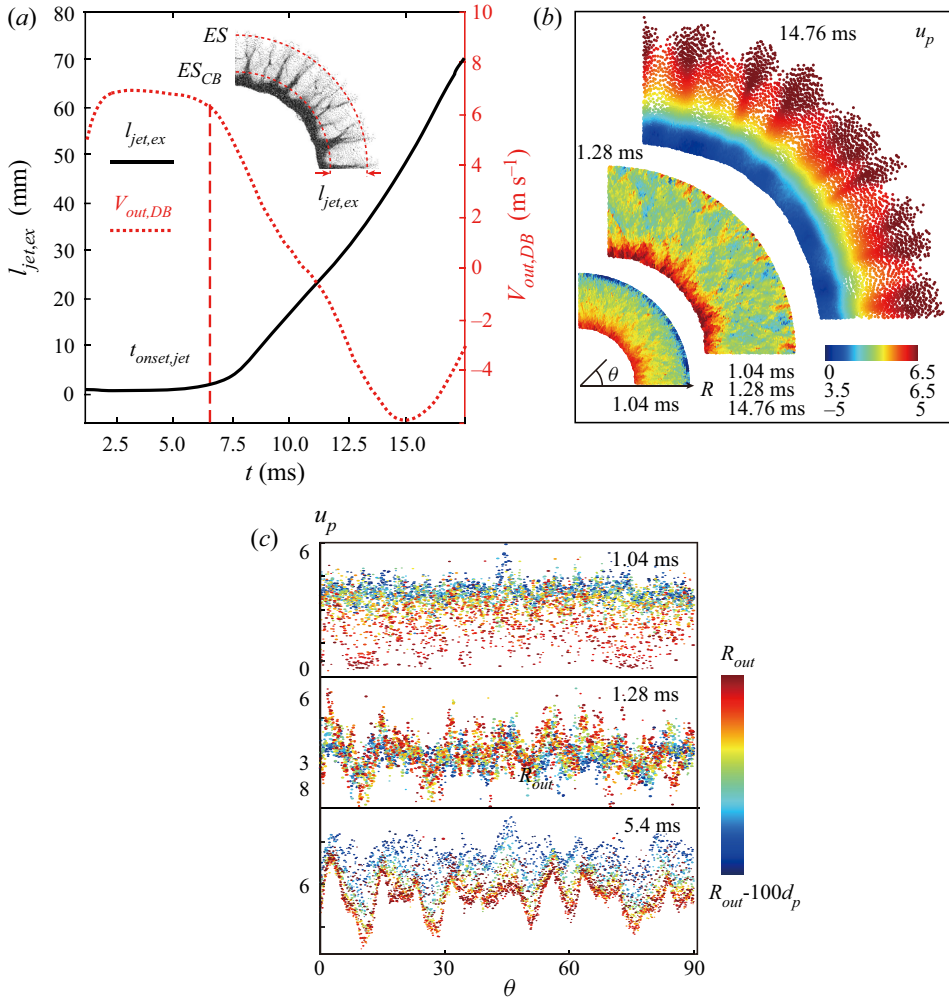 (a)
80
70
60
50
40
30
20
10
0
l_jet,ex (mm)
2.5 5.0 7.5 10.0 12.5 15.0
t (ms)
10
8
6
4
2
0
−2
−4
V_out,DB (m s⁻¹)
ES
ES_CB
l_jet,ex
l_jet,ex
V_out,DB
t_onset,jet
(b)
14.76 ms
u_p
1.28 ms
θ
R
1.04 ms
0 6.5
1.04 ms
3.5 6.5
1.28 ms
−5 5
14.76 ms
(c)
u_p
6
1.04 ms
0
6
1.28 ms
3
R_out
8
5.4 ms
6
0 30 60 90
θ
R_out
R_out-100d_p